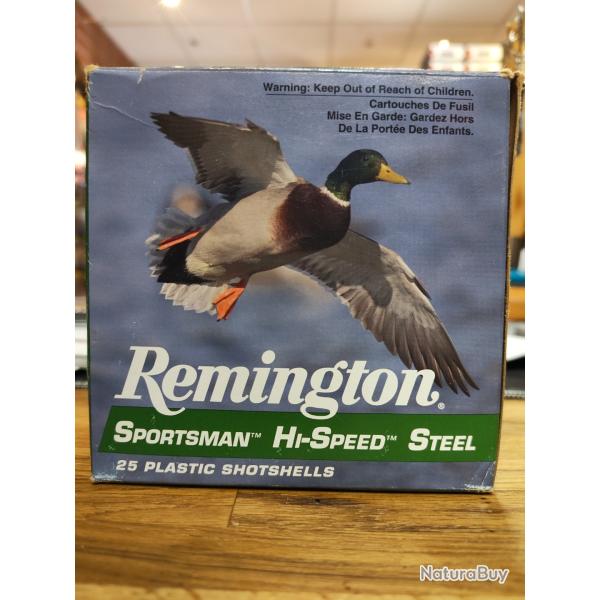 Warning: Keep Out of Reach of Children.
Cartouches De Fusil
Mise En Garde: Gardez Hors
De La Portée Des Enfants.
Remington®
SPORTSMAN™ HI-SPEED™ STEEL
25 PLASTIC SHOTSHELLS
NaturaBuy